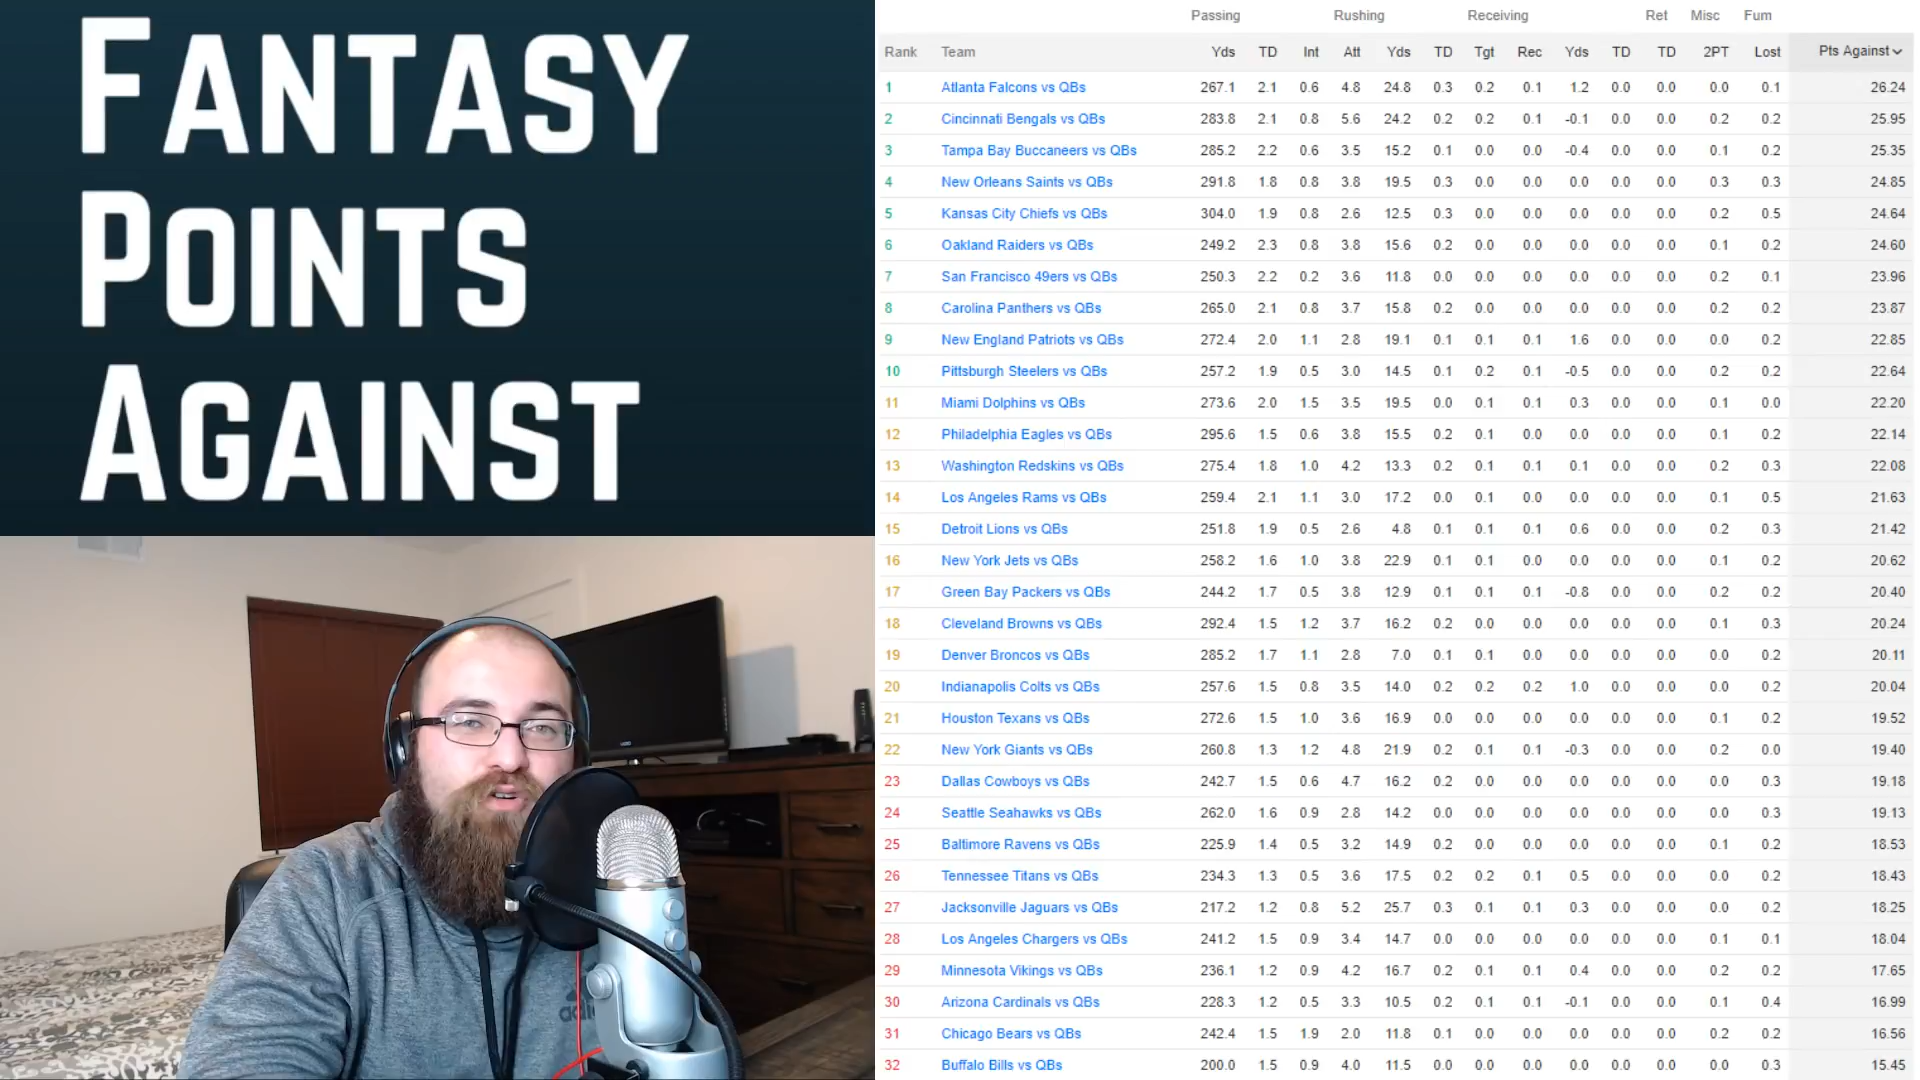 FANTASY
POINTS
AGAINST
Passing Rushing Receiving Ret Misc Fum
Rank Team Yds TD Int Att Yds TD Tgt Rec Yds TD TD 2PT Lost Pts Against
1 Atlanta Falcons vs QBs 267.1 2.1 0.6 4.8 24.8 0.3 0.2 0.1 1.2 0.0 0.0 0.0 0.1 26.24
2 Cincinnati Bengals vs QBs 283.8 2.1 0.8 5.6 24.2 0.2 0.2 0.1 -0.1 0.0 0.0 0.2 0.2 25.95
3 Tampa Bay Buccaneers vs QBs 285.2 2.2 0.6 3.5 15.2 0.1 0.0 0.0 -0.4 0.0 0.0 0.1 0.2 25.35
4 New Orleans Saints vs QBs 291.8 1.8 0.8 3.8 19.5 0.3 0.0 0.0 0.0 0.0 0.0 0.3 0.3 24.85
5 Kansas City Chiefs vs QBs 304.0 1.9 0.8 2.6 12.5 0.3 0.0 0.0 0.0 0.0 0.0 0.2 0.5 24.64
6 Oakland Raiders vs QBs 249.2 2.3 0.8 3.8 15.6 0.2 0.0 0.0 0.0 0.0 0.0 0.1 0.2 24.60
7 San Francisco 49ers vs QBs 250.3 2.2 0.2 3.6 11.8 0.0 0.0 0.0 0.0 0.0 0.0 0.2 0.1 23.96
8 Carolina Panthers vs QBs 265.0 2.1 0.8 3.7 15.8 0.2 0.0 0.0 0.0 0.0 0.0 0.2 0.2 23.87
9 New England Patriots vs QBs 272.4 2.0 1.1 2.8 19.1 0.1 0.1 0.1 1.6 0.0 0.0 0.0 0.2 22.85
10 Pittsburgh Steelers vs QBs 257.2 1.9 0.5 3.0 14.5 0.1 0.2 0.1 -0.5 0.0 0.0 0.2 0.2 22.64
11 Miami Dolphins vs QBs 273.6 2.0 1.5 3.5 19.5 0.0 0.1 0.1 0.3 0.0 0.0 0.1 0.0 22.20
12 Philadelphia Eagles vs QBs 295.6 1.5 0.6 3.8 15.5 0.2 0.1 0.0 0.0 0.0 0.0 0.1 0.2 22.14
13 Washington Redskins vs QBs 275.4 1.8 1.0 4.2 13.3 0.2 0.1 0.1 0.1 0.0 0.0 0.2 0.3 22.08
14 Los Angeles Rams vs QBs 259.4 2.1 1.1 3.0 17.2 0.0 0.1 0.0 0.0 0.0 0.0 0.1 0.5 21.63
15 Detroit Lions vs QBs 251.8 1.9 0.5 2.6 4.8 0.1 0.1 0.1 0.6 0.0 0.0 0.2 0.3 21.42
16 New York Jets vs QBs 258.2 1.6 1.0 3.8 22.9 0.1 0.1 0.0 0.0 0.0 0.0 0.1 0.2 20.62
17 Green Bay Packers vs QBs 244.2 1.7 0.5 3.8 12.9 0.1 0.1 0.1 -0.8 0.0 0.0 0.2 0.2 20.40
18 Cleveland Browns vs QBs 292.4 1.5 1.2 3.7 16.2 0.2 0.0 0.0 0.0 0.0 0.0 0.1 0.3 20.24
19 Denver Broncos vs QBs 285.2 1.7 1.1 2.8 7.0 0.1 0.1 0.0 0.0 0.0 0.0 0.0 0.2 20.11
20 Indianapolis Colts vs QBs 257.6 1.5 0.8 3.5 14.0 0.2 0.2 0.2 1.0 0.0 0.0 0.0 0.2 20.04
21 Houston Texans vs QBs 272.6 1.5 1.0 3.6 16.9 0.0 0.0 0.0 0.0 0.0 0.0 0.1 0.2 19.52
22 New York Giants vs QBs 260.8 1.3 1.2 4.8 21.9 0.2 0.1 0.1 -0.3 0.0 0.0 0.2 0.0 19.40
23 Dallas Cowboys vs QBs 242.7 1.5 0.6 4.7 16.2 0.2 0.0 0.0 0.0 0.0 0.0 0.0 0.3 19.18
24 Seattle Seahawks vs QBs 262.0 1.6 0.9 2.8 14.2 0.0 0.0 0.0 0.0 0.0 0.0 0.0 0.3 19.13
25 Baltimore Ravens vs QBs 225.9 1.4 0.5 3.2 14.9 0.2 0.0 0.0 0.0 0.0 0.0 0.1 0.2 18.53
26 Tennessee Titans vs QBs 234.3 1.3 0.5 3.6 17.5 0.2 0.2 0.1 0.5 0.0 0.0 0.0 0.2 18.43
27 Jacksonville Jaguars vs QBs 217.2 1.2 0.8 5.2 25.7 0.3 0.1 0.1 0.3 0.0 0.0 0.0 0.2 18.25
28 Los Angeles Chargers vs QBs 241.2 1.5 0.9 3.4 14.7 0.0 0.0 0.0 0.0 0.0 0.0 0.1 0.1 18.04
29 Minnesota Vikings vs QBs 236.1 1.2 0.9 4.2 16.7 0.2 0.1 0.1 0.4 0.0 0.0 0.2 0.2 17.65
30 Arizona Cardinals vs QBs 228.3 1.2 0.5 3.3 10.5 0.2 0.1 0.1 -0.1 0.0 0.0 0.1 0.4 16.99
31 Chicago Bears vs QBs 242.4 1.5 1.9 2.0 11.8 0.1 0.0 0.0 0.0 0.0 0.0 0.2 0.2 16.56
32 Buffalo Bills vs QBs 200.0 1.5 0.9 4.0 11.5 0.0 0.0 0.0 0.0 0.0 0.0 0.0 0.3 15.45